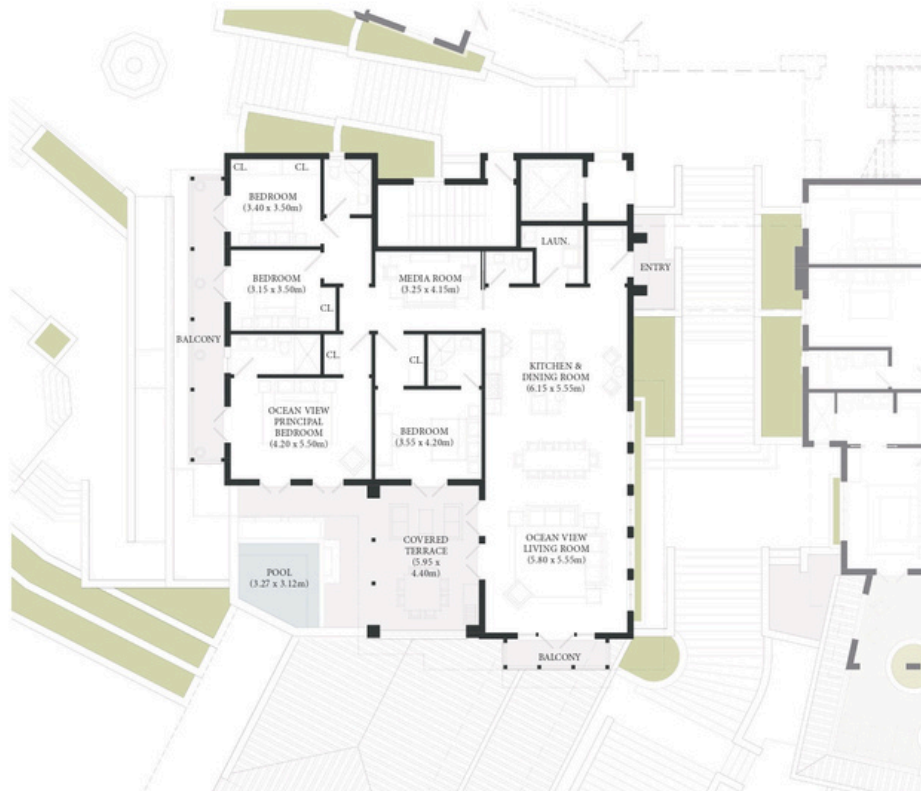 CL.
CL.
BEDROOM
(3.40 x 3.50m)
LAUN.
ENTRY
BEDROOM
(3.15 x 3.50m)
MEDIA ROOM
(3.25 x 4.15m)
CL.
BALCONY
CL.
CL.
KITCHEN &
DINING ROOM
(6.15 x 5.55m)
OCEAN VIEW
PRINCIPAL
BEDROOM
(4.20 x 5.50m)
BEDROOM
(3.55 x 4.20m)
COVERED
TERRACE
(5.95 x
4.40m)
OCEAN VIEW
LIVING ROOM
(5.80 x 5.55m)
POOL
(3.27 x 3.12m)
BALCONY